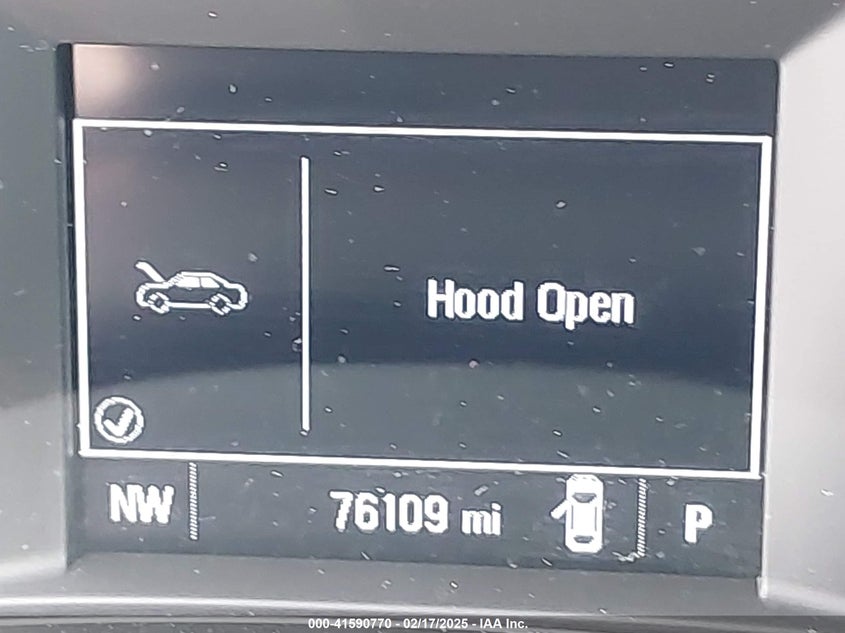 Hood Open
NW 76109 mi P
000-41590770 - 02/17/2025 - IAA Inc.